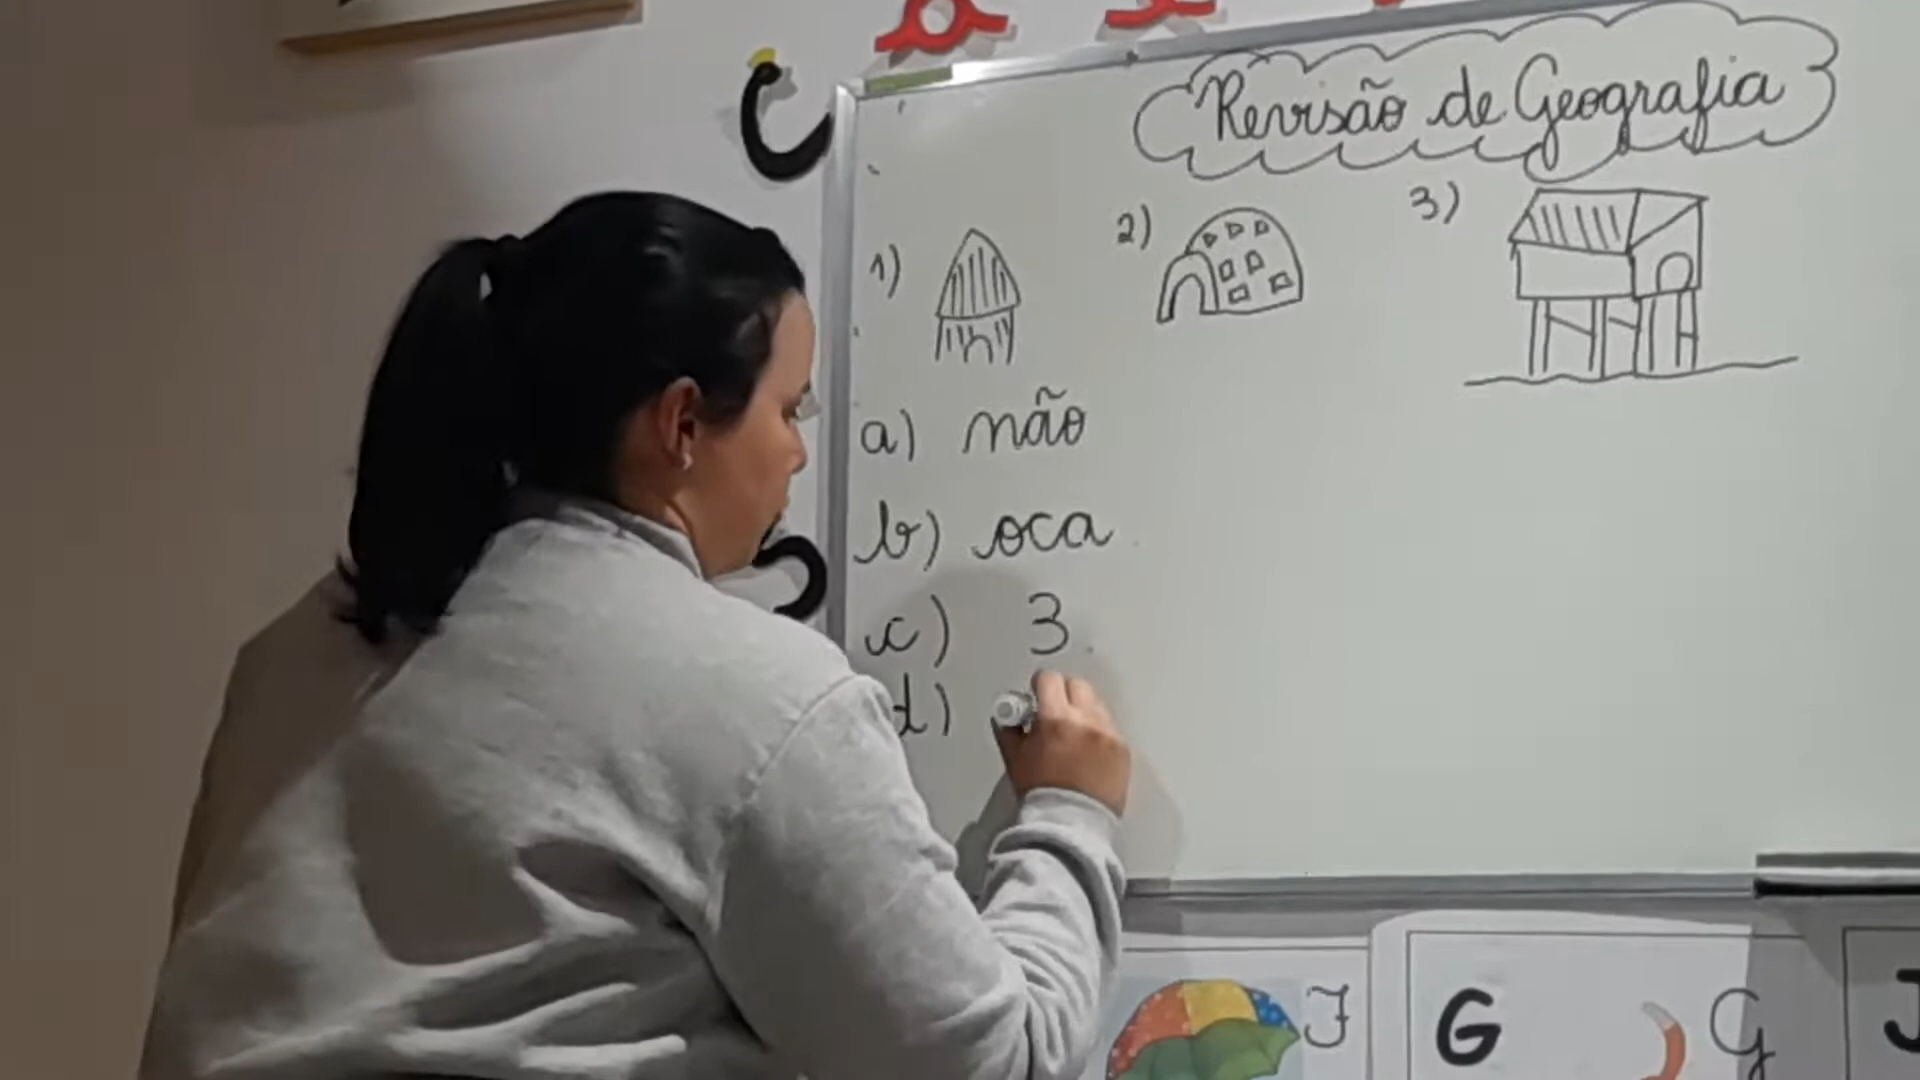 Revisão de Geografia
1) 2) 3)
a) não
b) oca
c) 3
d)
F G G J